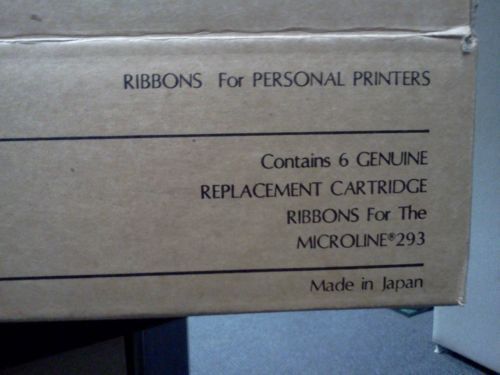 RIBBONS For PERSONAL PRINTERS
Contains 6 GENUINE
REPLACEMENT CARTRIDGE
RIBBONS For The
MICROLINE®293
Made in Japan